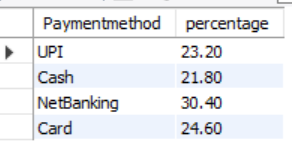 Paymentmethod percentage
UPI 23.20
Cash 21.80
NetBanking 30.40
Card 24.60